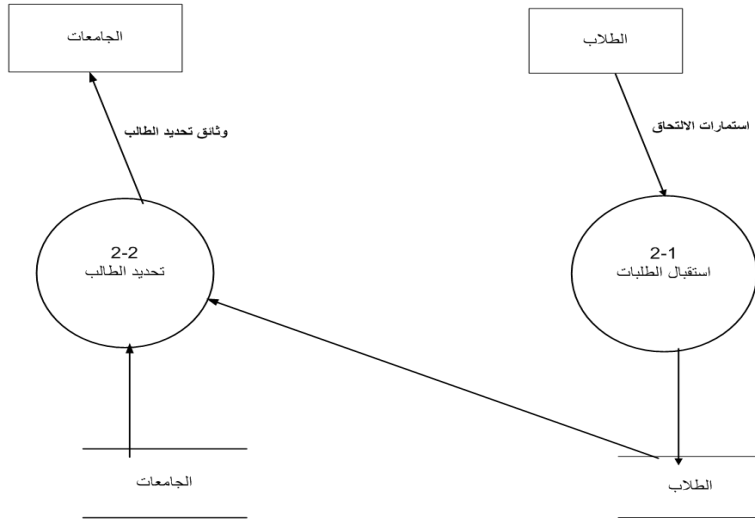 الطلاب
الجامعات
استمارات الالتحاق
وثائق تحديد الطالب
2-1
استقبال الطلبات
2-2
تحديد الطالب
الطلاب
الجامعات